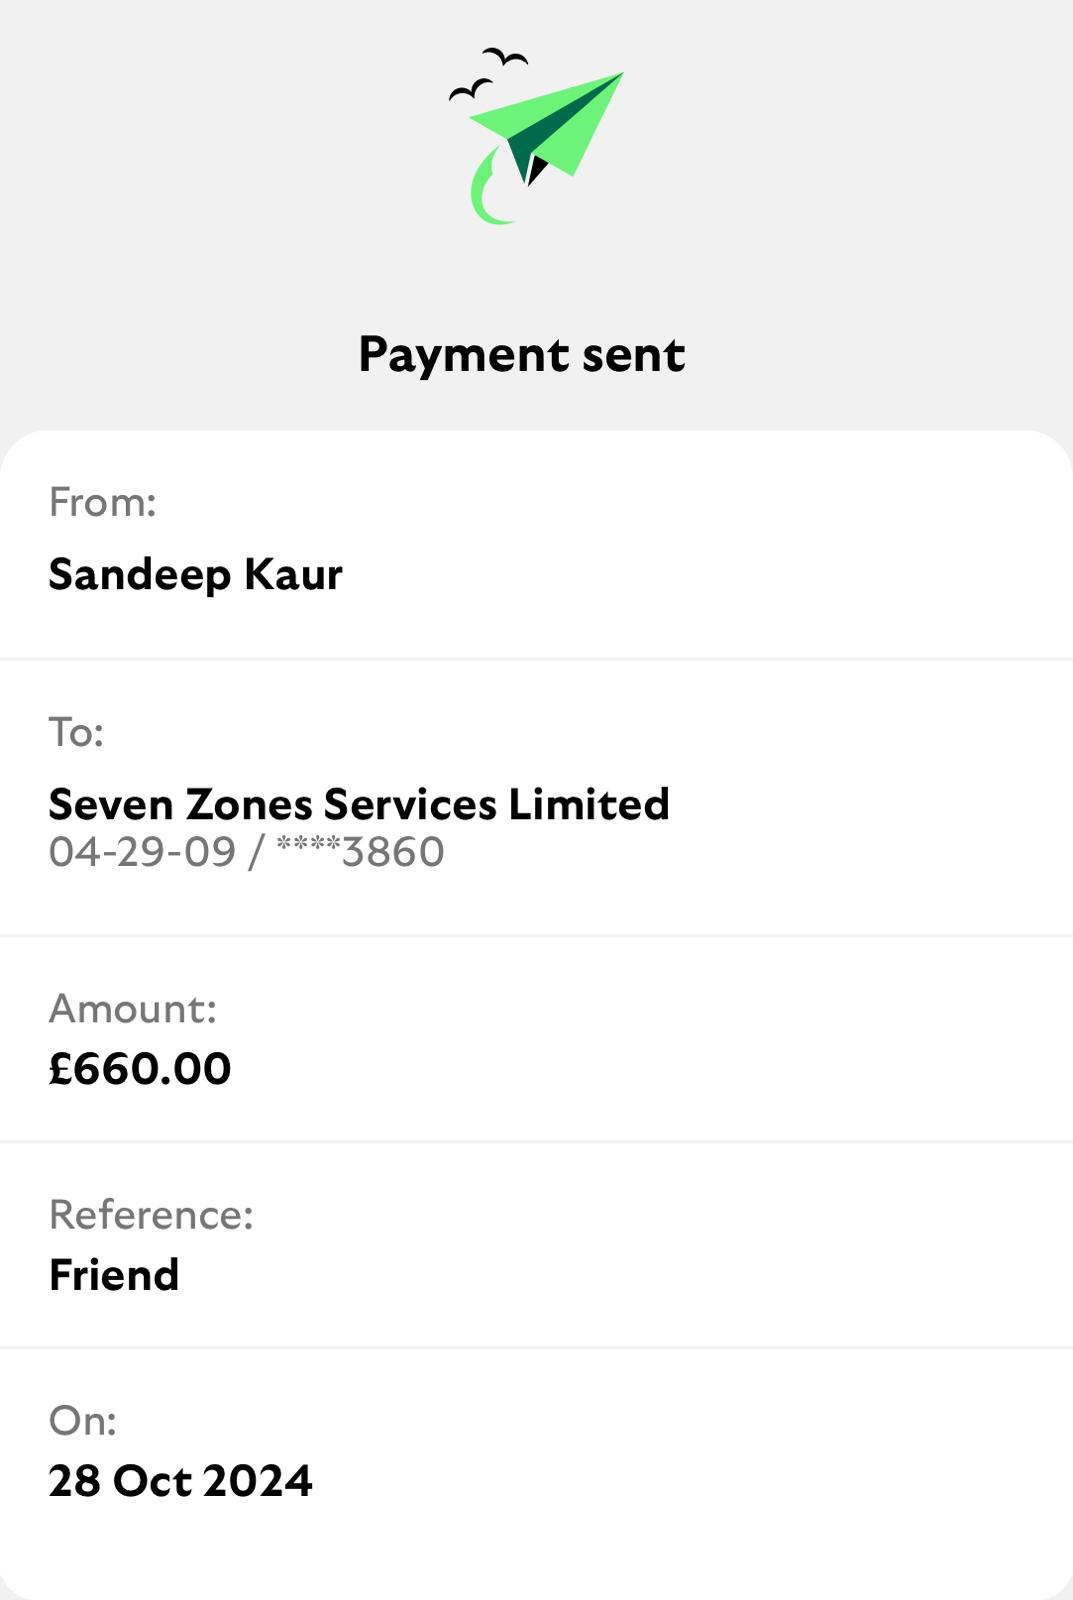 Payment sent
From:
Sandeep Kaur
To:
Seven Zones Services Limited
04-29-09 / ****3860
Amount:
£660.00
Reference:
Friend
On:
28 Oct 2024